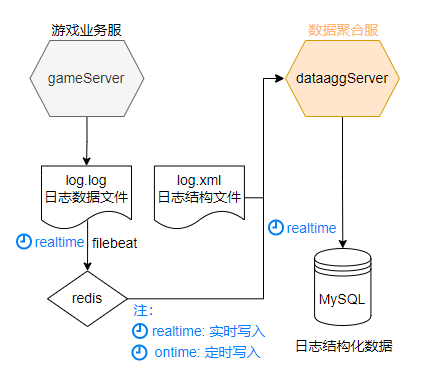 游戏业务服
数据聚合服
gameServer
dataaggServer
log.log
日志数据文件
log.xml
日志结构文件
realtime
filebeat
realtime
redis
MySQL
注：
realtime: 实时写入
ontime: 定时写入
日志结构化数据